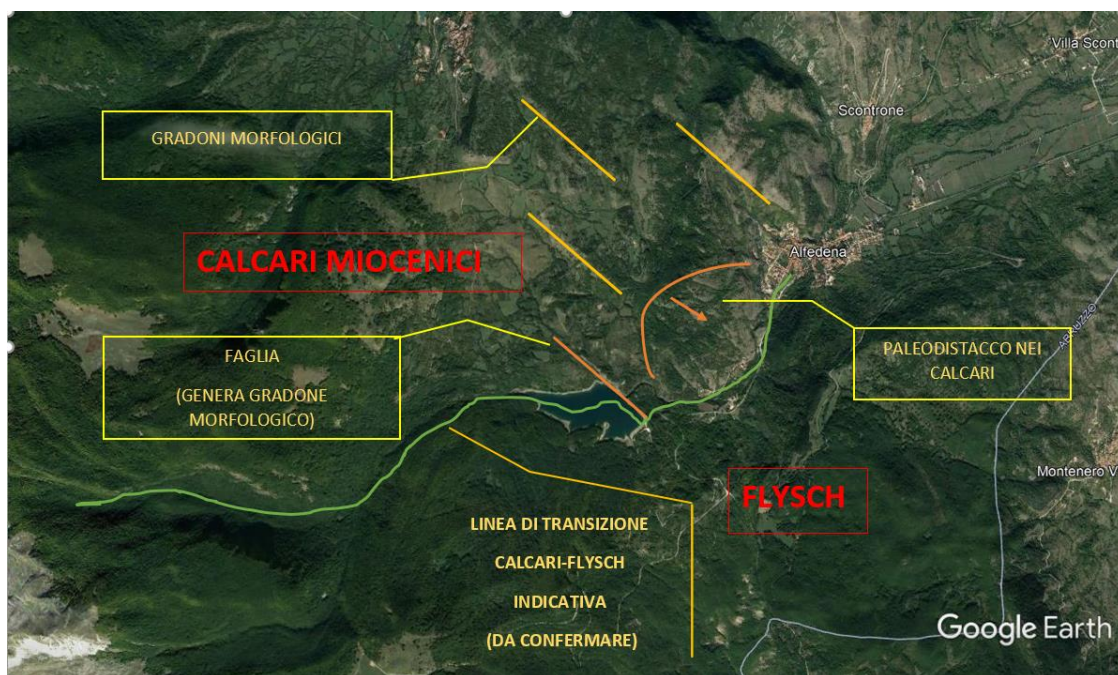 Villa Scont
GRADONI MORFOLOGICI
Scontrone
CALCARI MIOCENICI
Alfedena
ABRUZZO
FAGLIA
(GENERA GRADONE
MORFOLOGICO)
PALEODISTACCO NEI
CALCARI
Montenero V
FLYSCH
LINEA DI TRANSIZIONE
CALCARI-FLYSCH
INDICATIVA
(DA CONFERMARE)
Google Earth